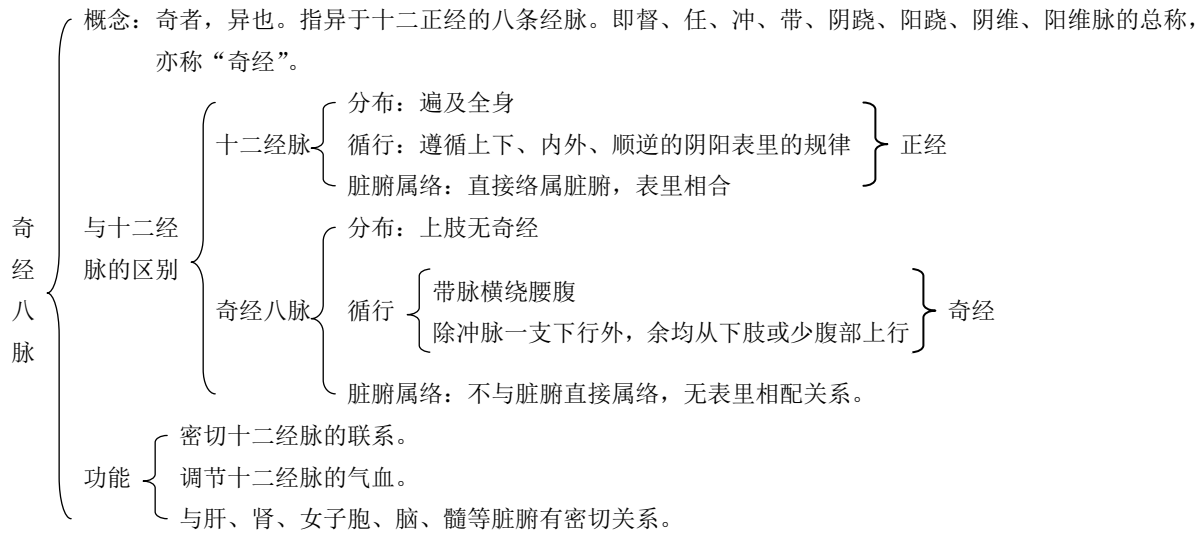 概念：奇者，异也。指异于十二正经的八条经脉。即督、任、冲、带、阴跷、阳跷、阴维、阳维脉的总称，
亦称“奇经”。
分布：遍及全身
十二经脉
循行：遵循上下、内外、顺逆的阴阳表里的规律
正经
脏腑属络：直接络属脏腑，表里相合
奇经八脉
与十二经
脉的区别
分布：上肢无奇经
奇经八脉
循行
带脉横绕腰腹
除冲脉一支下行外，余均从下肢或少腹部上行
奇经
脏腑属络：不与脏腑直接属络，无表里相配关系。
功能
密切十二经脉的联系。
调节十二经脉的气血。
与肝、肾、女子胞、脑、髓等脏腑有密切关系。